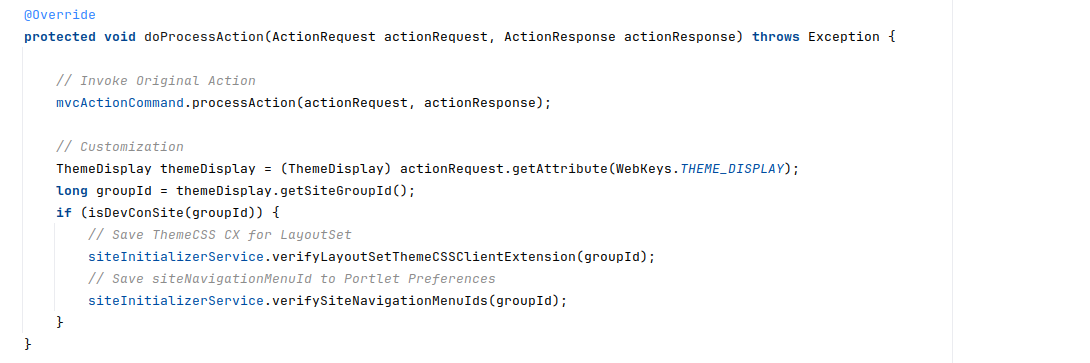 @Override
protected void doProcessAction(ActionRequest actionRequest, ActionResponse actionResponse) throws Exception {
// Invoke Original Action
mvcActionCommand.processAction(actionRequest, actionResponse);
// Customization
ThemeDisplay themeDisplay = (ThemeDisplay) actionRequest.getAttribute(WebKeys.THEME_DISPLAY);
long groupId = themeDisplay.getSiteGroupId();
if (isDevConSite(groupId)) {
// Save ThemeCSS CX for LayoutSet
siteInitializerService.verifyLayoutSetThemeCSSClientExtension(groupId);
// Save siteNavigationMenuId to Portlet Preferences
siteInitializerService.verifySiteNavigationMenuIds(groupId);
}
}